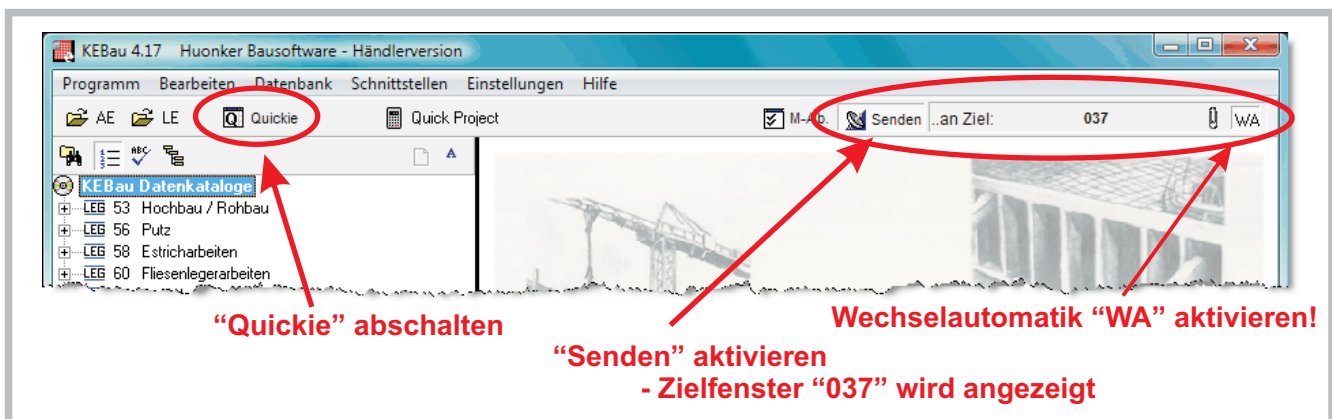 KEBau 4.17 Huonker Bausoftware - Händlerversion
Programm Bearbeiten Datenbank Schnittstellen Einstellungen Hilfe
AE LE Q Quickie Quick Project M-Ab. Senden ..an Ziel: 037 WA
ABC A
KEBau Datenkataloge
LEG 53 Hochbau / Rohbau
LEG 56 Putz
LEG 58 Estricharbeiten
LEG 60 Fliesenlegerarbeiten
“Quickie” abschalten
Wechselautomatik “WA” aktivieren!
“Senden” aktivieren
- Zielfenster “037” wird angezeigt